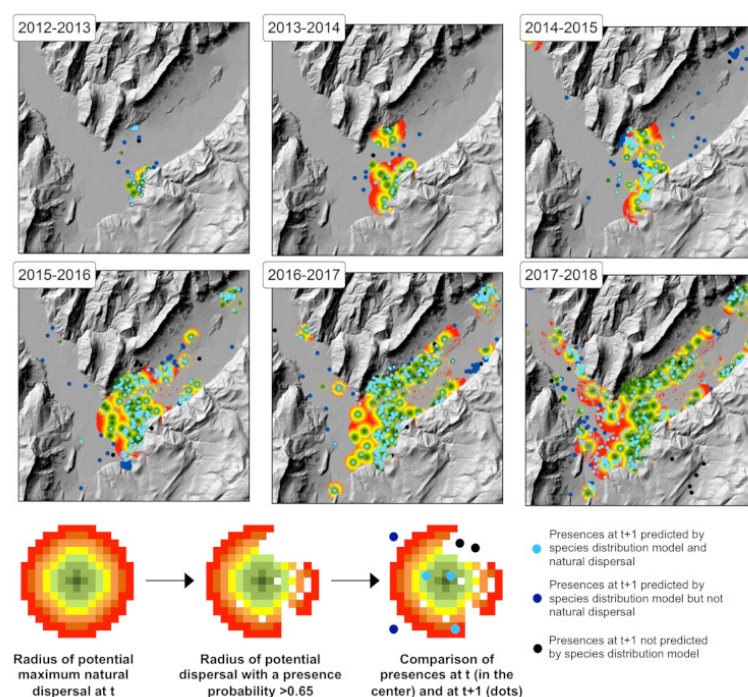 2012-2013
2013-2014
2014-2015
2015-2016
2016-2017
2017-2018
Radius of potential
maximum natural
dispersal at t
Radius of potential
dispersal with a presence
probability >0.65
Comparison of
presences at t (in the
center) and at t+1 (dots)
Presences at t+1 predicted by
species distribution model and
natural dispersal
Presences at t+1 predicted by
species distribution model but not
natural dispersal
Presences at t+1 not predicted
by species distribution model